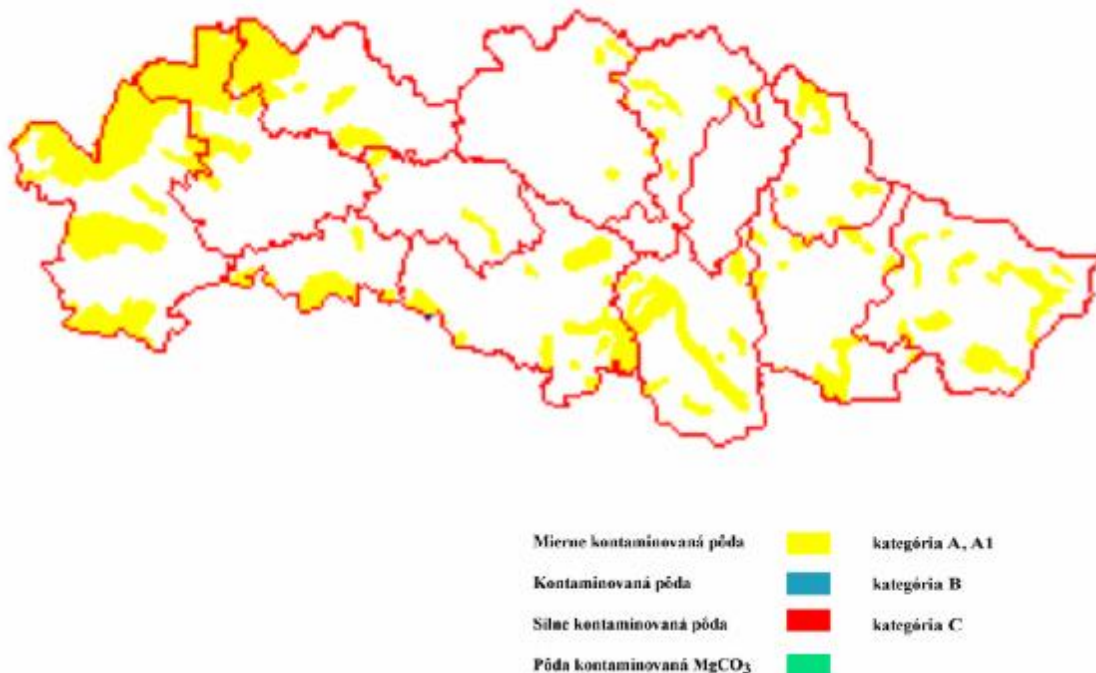 Mierne kontaminovaná pôda kategória A, A1
Kontaminovaná pôda kategória B
Silne kontaminovaná pôda kategória C
Pôda kontaminovaná MgCO3